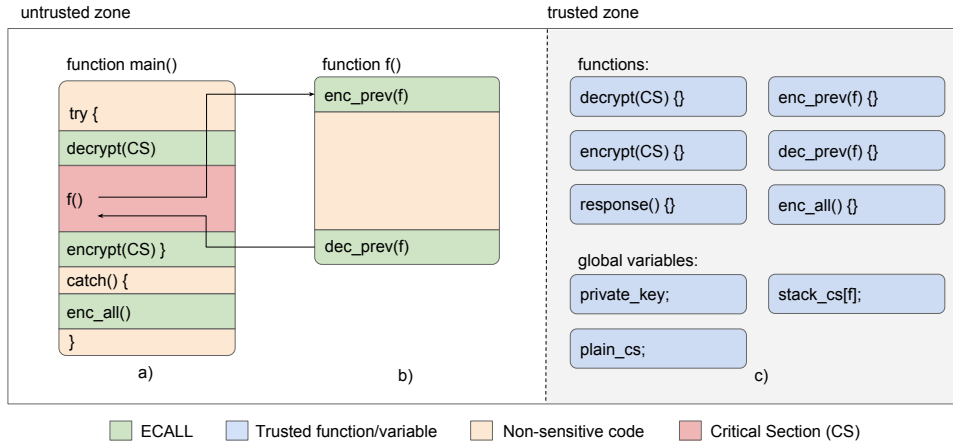 untrusted zone
trusted zone
function main()
try {
decrypt(CS)
f()
encrypt(CS) }
catch() {
enc_all()
}
a)
function f()
enc_prev(f)
dec_prev(f)
b)
functions:
decrypt(CS) {}
enc_prev(f) {}
encrypt(CS) {}
dec_prev(f) {}
response() {}
enc_all() {}
global variables:
private_key;
stack_cs[f];
plain_cs;
c)
ECALL
Trusted function/variable
Non-sensitive code
Critical Section (CS)